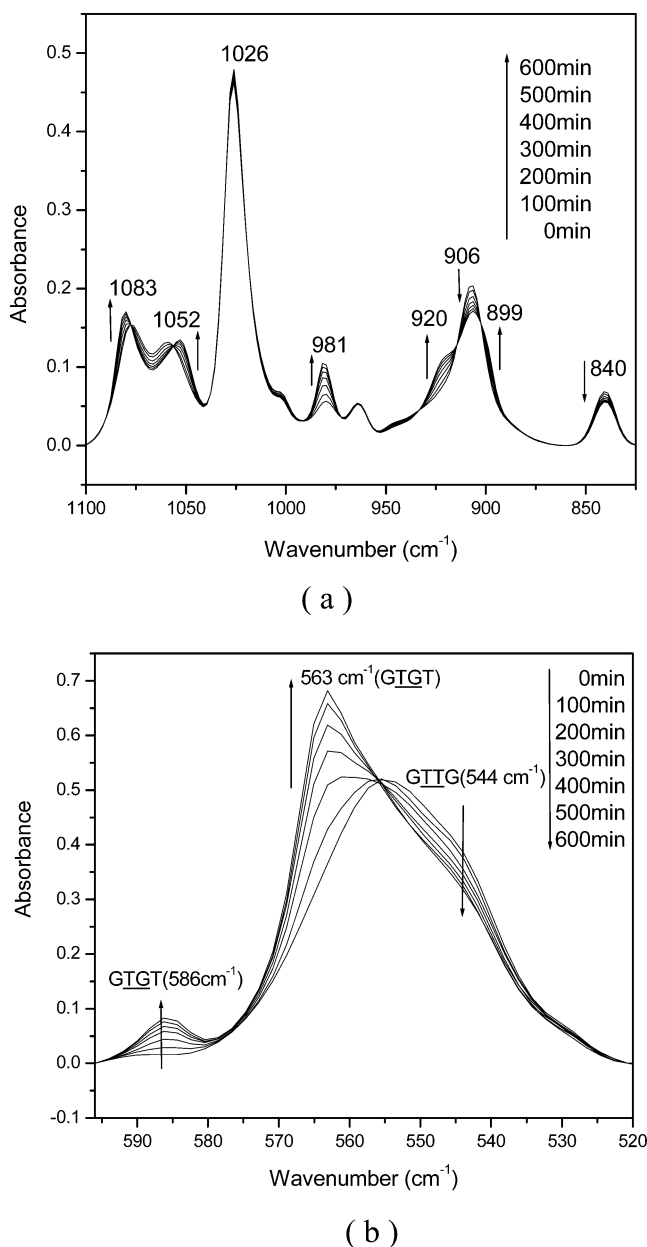 1026
600min
500min
400min
300min
200min
100min
0min
1083
1052
981
920
906
899
840
0.5
0.4
0.3
0.2
0.1
0.0
Absorbance
1100
1050
1000
950
900
850
Wavenumber (cm-1)
( a )
563 cm-1(GTGT)
GTTG(544 cm-1)
GTGT(586cm-1)
0min
100min
200min
300min
400min
500min
600min
0.7
0.6
0.5
0.4
0.3
0.2
0.1
0.0
-0.1
Absorbance
590
580
570
560
550
540
530
520
Wavenumber (cm-1)
( b )